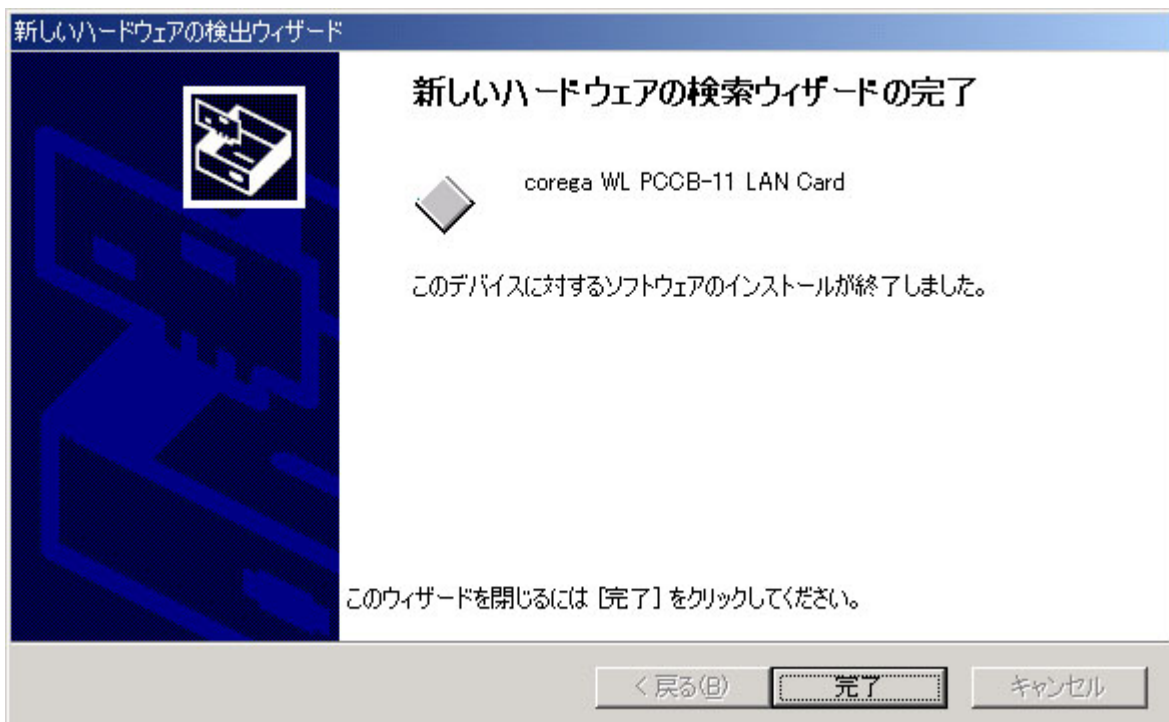 新しいハードウェアの検出ウィザード
新しいハードウェアの検索ウィザードの完了
corega WL PCCB-11 LAN Card
このデバイスに対するソフトウェアのインストールが終了しました。
このウィザードを閉じるには [完了] をクリックしてください。
< 戻る(B)
完了
キャンセル